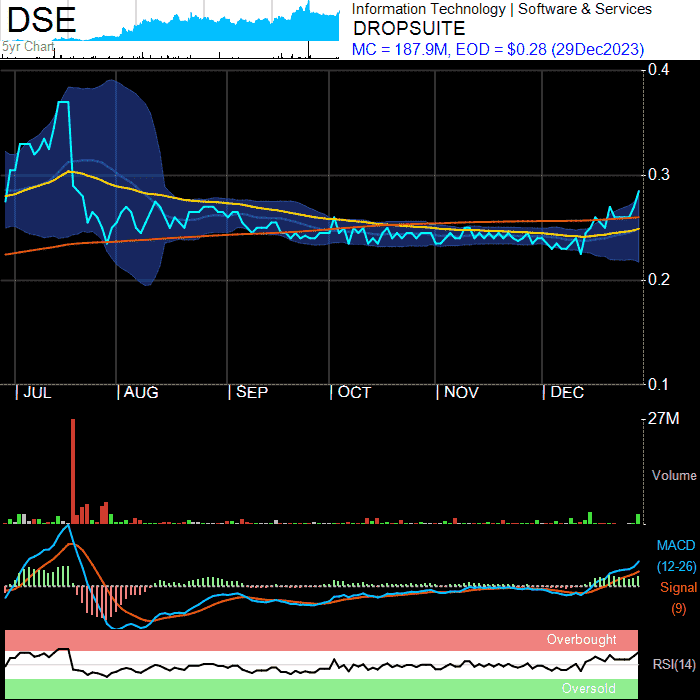 DSE
5yr Chart
Information Technology | Software & Services
DROPSUITE
MC = 187.9M, EOD = $0.28 (29Dec2023)
0.4
0.3
0.2
0.1
JUL AUG SEP OCT NOV DEC
27M
Volume
MACD
(12-26)
Signal
(9)
Overbought
RSI(14)
Oversold